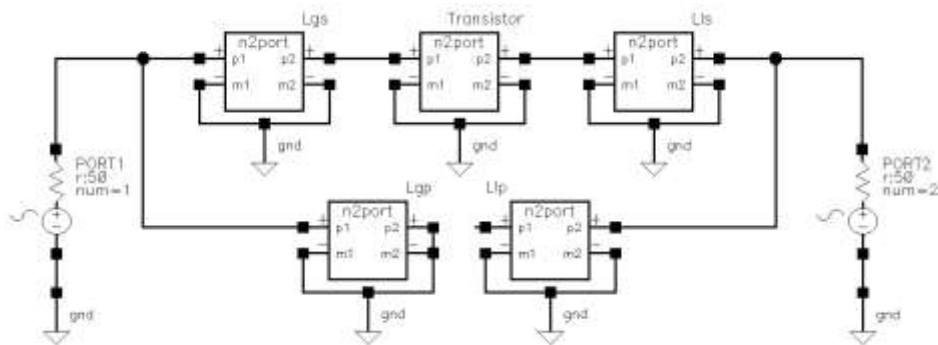 Lgs
Transistor
Lls
n2port
n2port
n2port
+ p1 p2 +
+ p1 p2 +
+ p1 p2 +
− m1 m2 −
− m1 m2 −
− m1 m2 −
gnd
gnd
gnd
PORT1
r:50
num=1
PORT2
r:50
num=2
Lgp
Llp
n2port
n2port
+ p1 p2 +
+ p1 p2 +
− m1 m2 −
− m1 m2 −
gnd
gnd
gnd
gnd